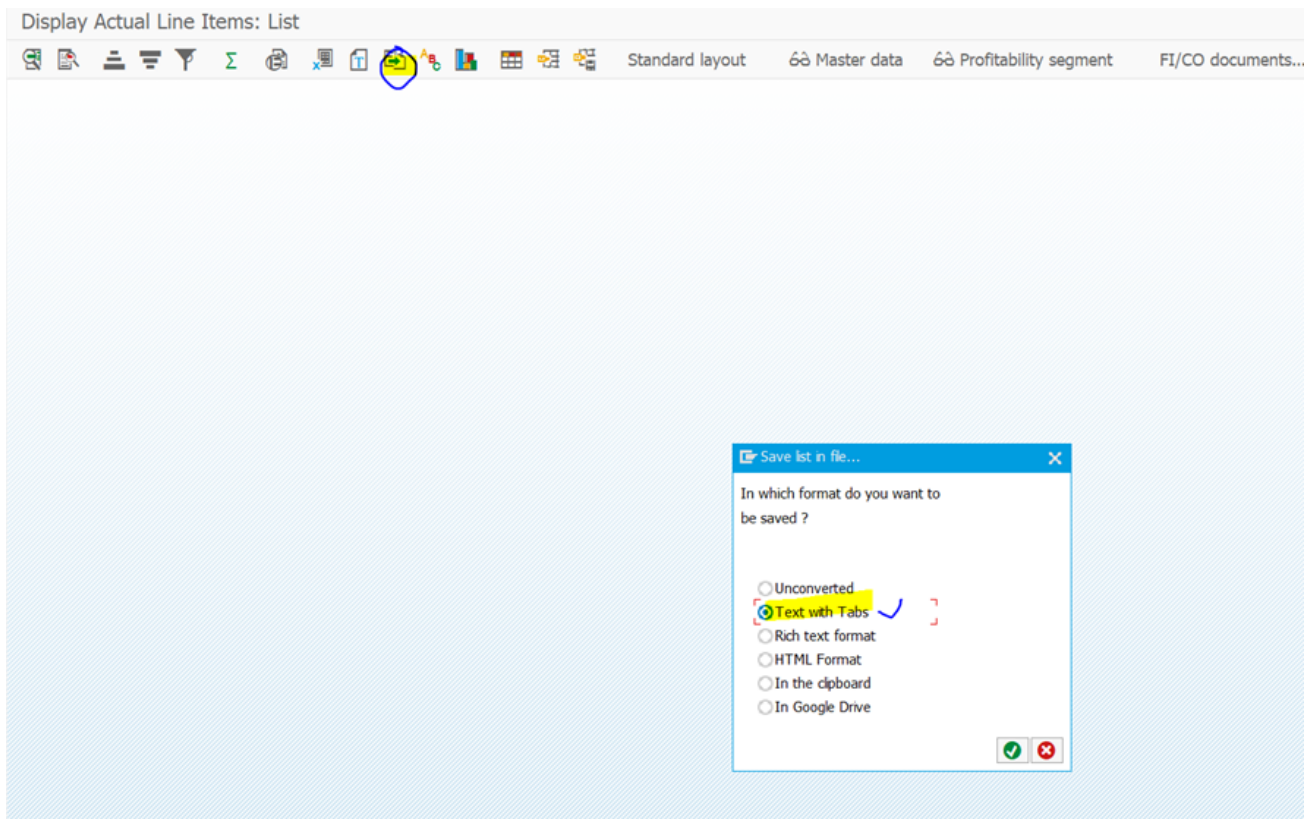 Display Actual Line Items: List
Standard layout Master data Profitability segment FI/CO documents...
Save list in file...
In which format do you want to
be saved ?
Unconverted
Text with Tabs
Rich text format
HTML Format
In the clipboard
In Google Drive